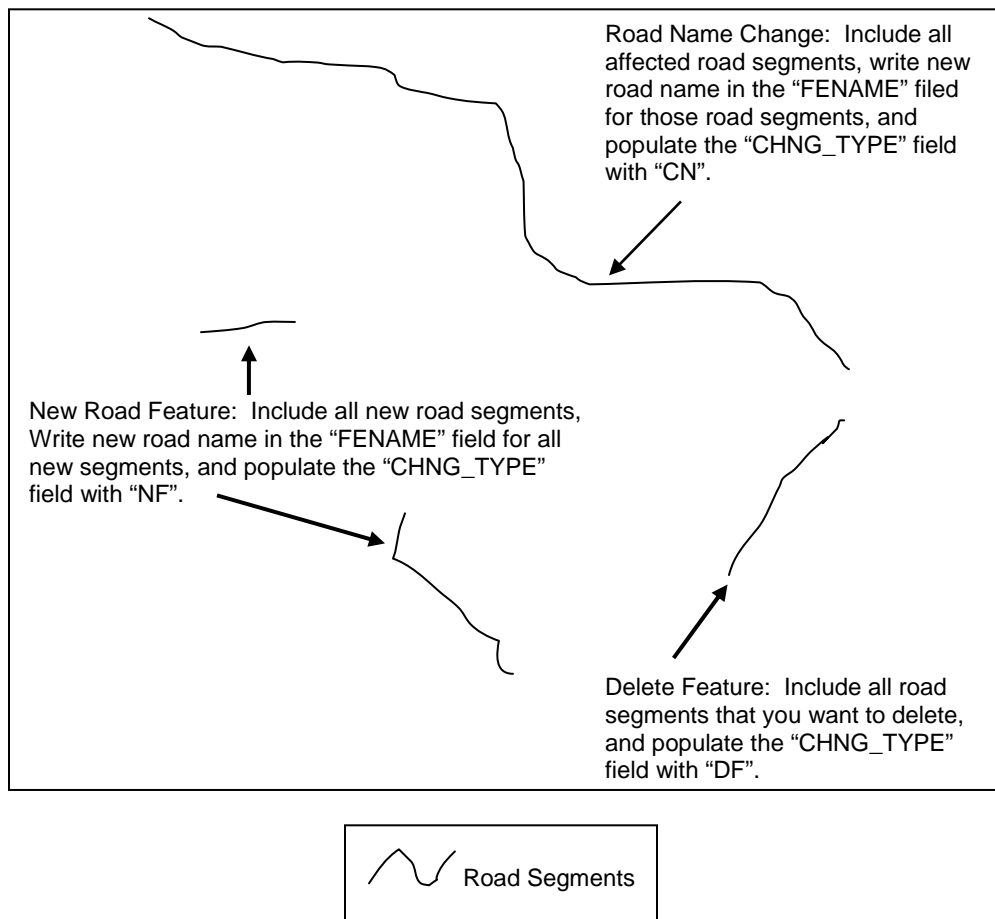 Road Name Change:  Include all
affected road segments, write new
road name in the “FENAME” filed
for those road segments, and
populate the “CHNG_TYPE” field
with “CN”.
New Road Feature:  Include all new road segments,
Write new road name in the “FENAME” field for all
new segments, and populate the “CHNG_TYPE”
field with “NF”.
Delete Feature:  Include all road
segments that you want to delete,
and populate the “CHNG_TYPE”
field with “DF”.
Road Segments